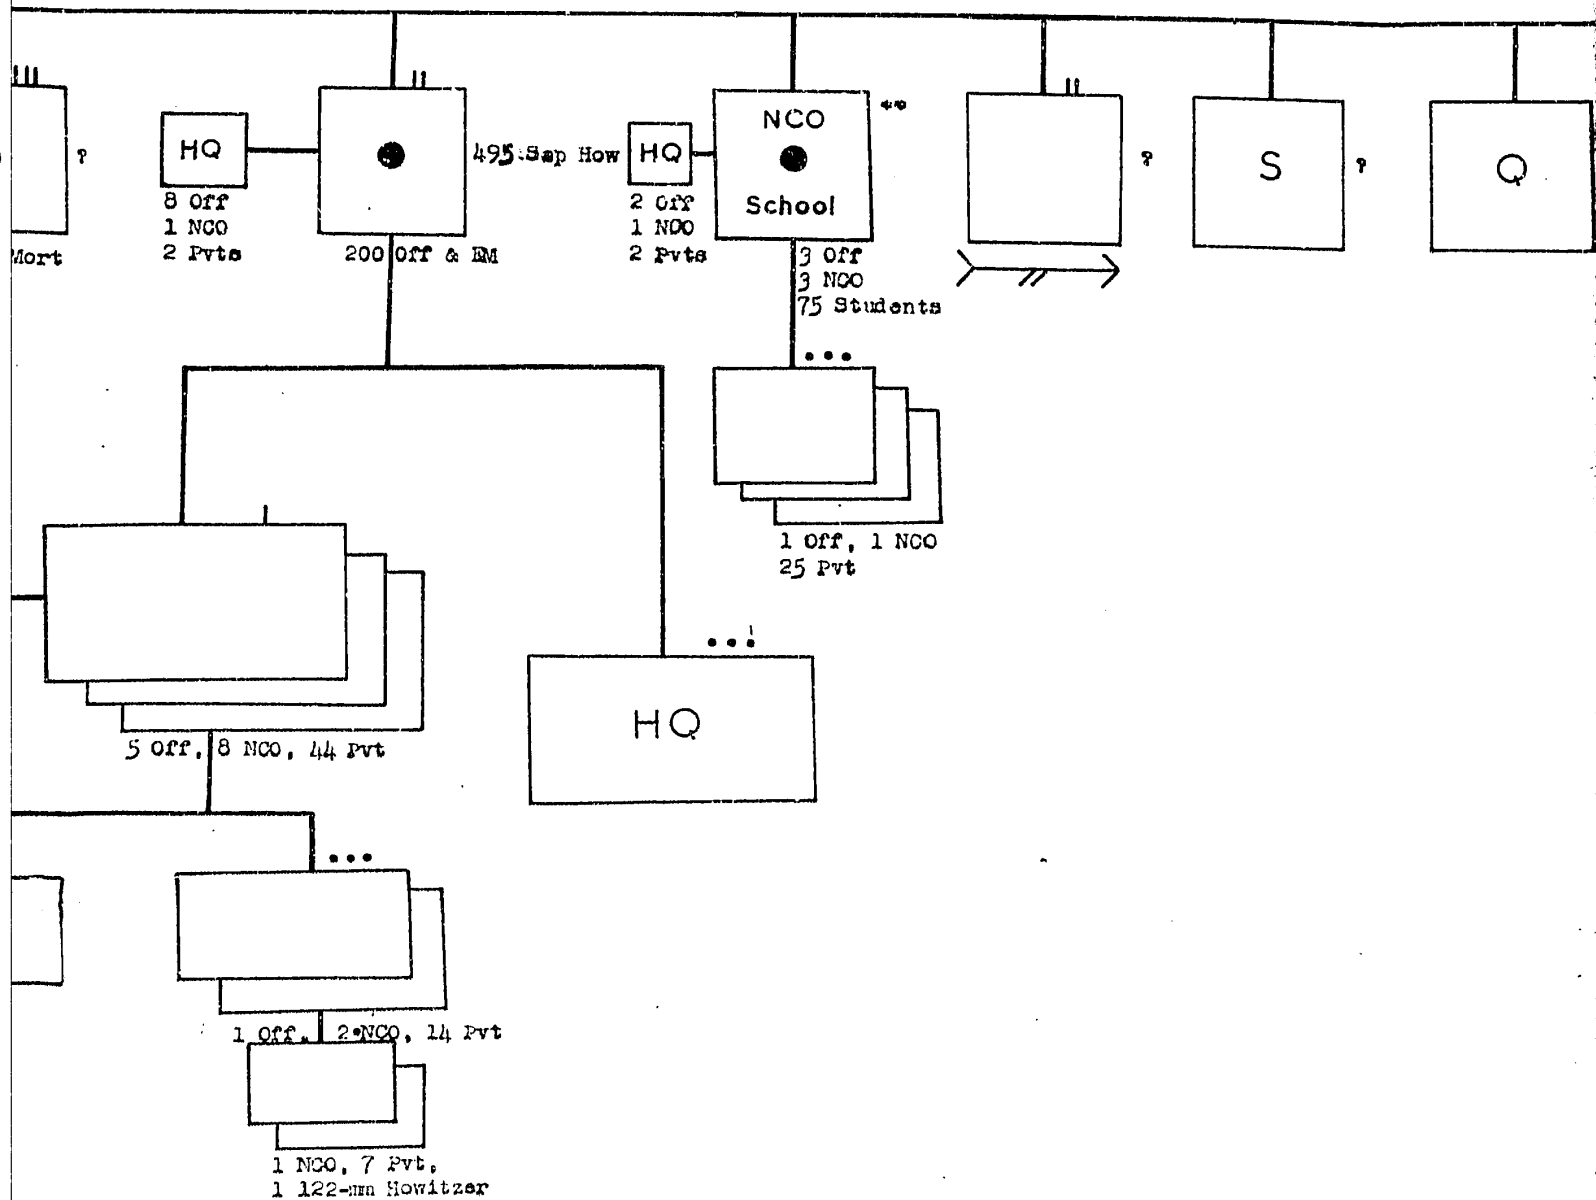 ?
Mort
HQ
8 Off
1 NCO
2 Pvts
495 Sep How
200 Off & EM
HQ
2 Off
1 NCO
2 Pvts
NCO
School
**
3 Off
3 NCO
75 Students
?
S
?
Q
1 Off, 1 NCO
25 Pvt
5 Off, 8 NCO, 44 Pvt
HQ
1 Off, 2 NCO, 14 Pvt
1 NCO, 7 Pvt,
1 122-mm Howitzer